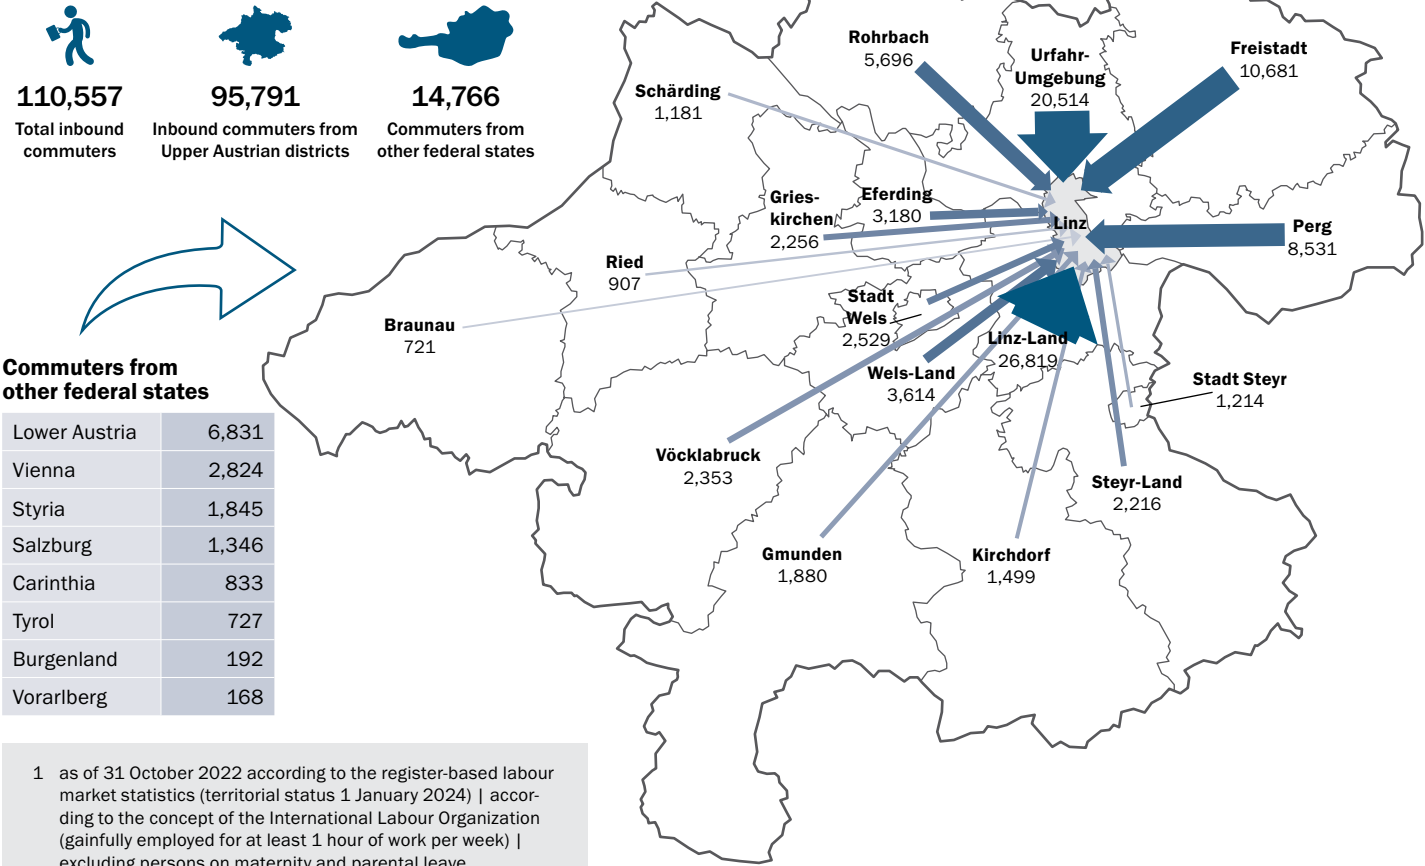 110,557
Total inbound
commuters
95,791
Inbound commuters from
Upper Austrian districts
14,766
Commuters from
other federal states
Rohrbach
5,696
Urfahr-
Umgebung
20,514
Freistadt
10,681
Schärding
1,181
Gries-
kirchen
2,256
Eferding
3,180
Linz
Perg
8,531
Ried
907
Braunau
721
Stadt
Wels
2,529
Linz-Land
26,819
Wels-Land
3,614
Stadt Steyr
1,214
Vöcklabruck
2,353
Steyr-Land
2,216
Gmunden
1,880
Kirchdorf
1,499
Commuters from
other federal states
Lower Austria 6,831
Vienna 2,824
Styria 1,845
Salzburg 1,346
Carinthia 833
Tyrol 727
Burgenland 192
Vorarlberg 168
1 as of 31 October 2022 according to the register-based labour
market statistics (territorial status 1 January 2024) | accor-
ding to the concept of the International Labour Organization
(gainfully employed for at least 1 hour of work per week) |
excluding persons on maternity and parental leave